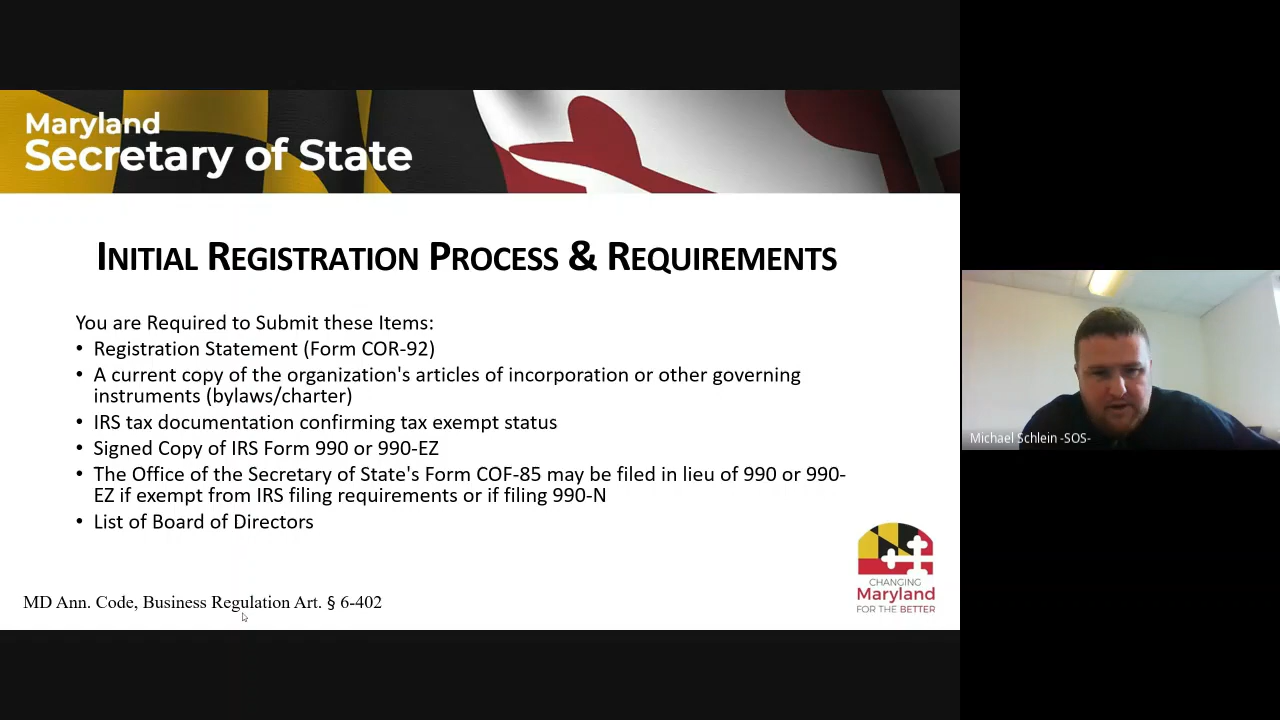 Maryland
Secretary of State
INITIAL REGISTRATION PROCESS & REQUIREMENTS
You are Required to Submit these Items:
• Registration Statement (Form COR-92)
• A current copy of the organization's articles of incorporation or other governing
instruments (bylaws/charter)
• IRS tax documentation confirming tax exempt status
• Signed Copy of IRS Form 990 or 990-EZ
• The Office of the Secretary of State's Form COF-85 may be filed in lieu of 990 or 990-
EZ if exempt from IRS filing requirements or if filing 990-N
• List of Board of Directors
MD Ann. Code, Business Regulation Art. § 6-402
CHANGING
Maryland
FOR THE BETTER
Michael Schlein -SOS-